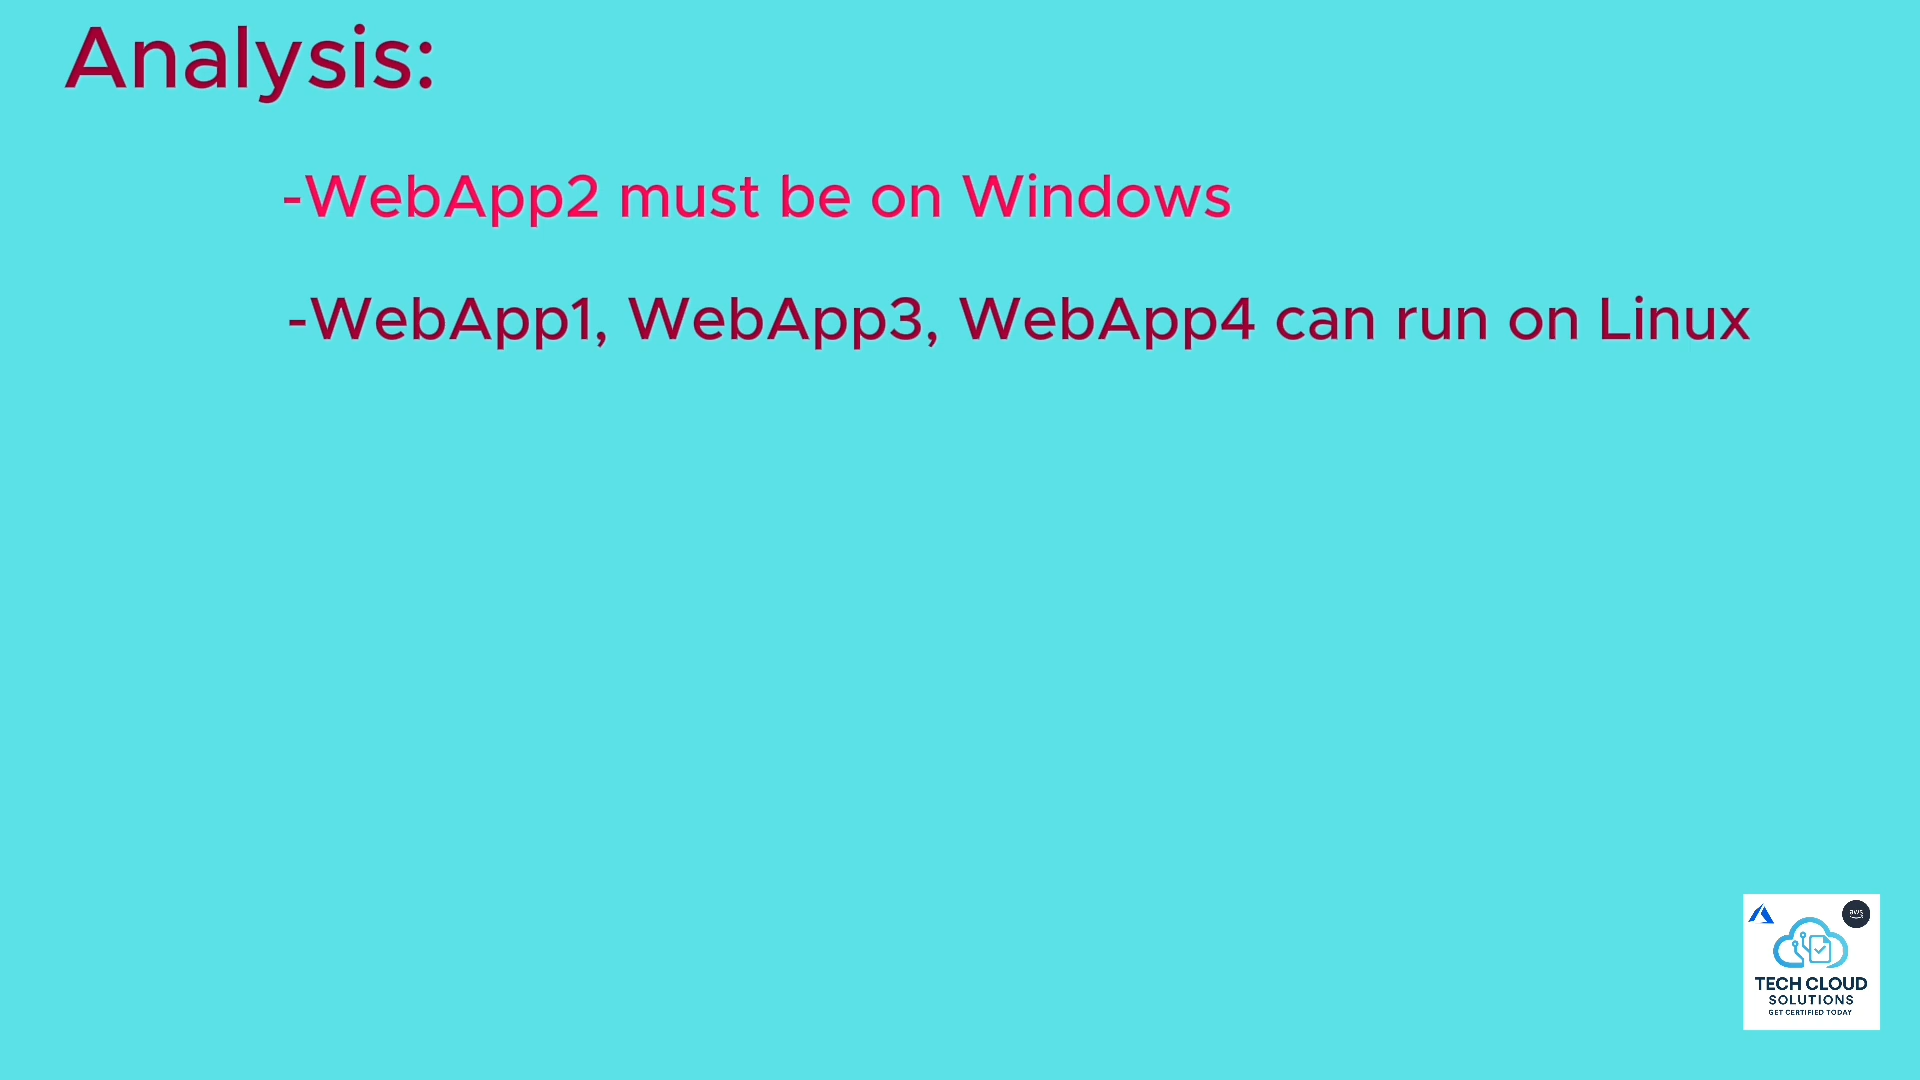 Analysis:
-WebApp2 must be on Windows
-WebApp1, WebApp3, WebApp4 can run on Linux
aws
TECH CLOUD
SOLUTIONS
GET CERTIFIED TODAY